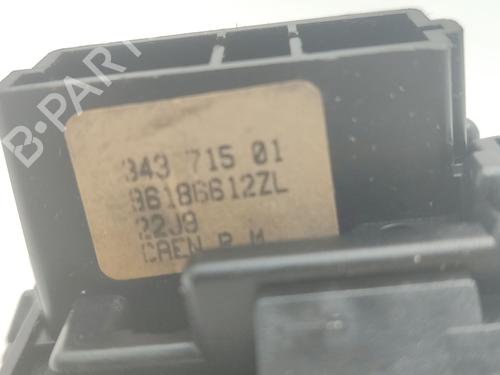 B-PART
343 715 01
96186612ZL
22J9
CAEN P.M